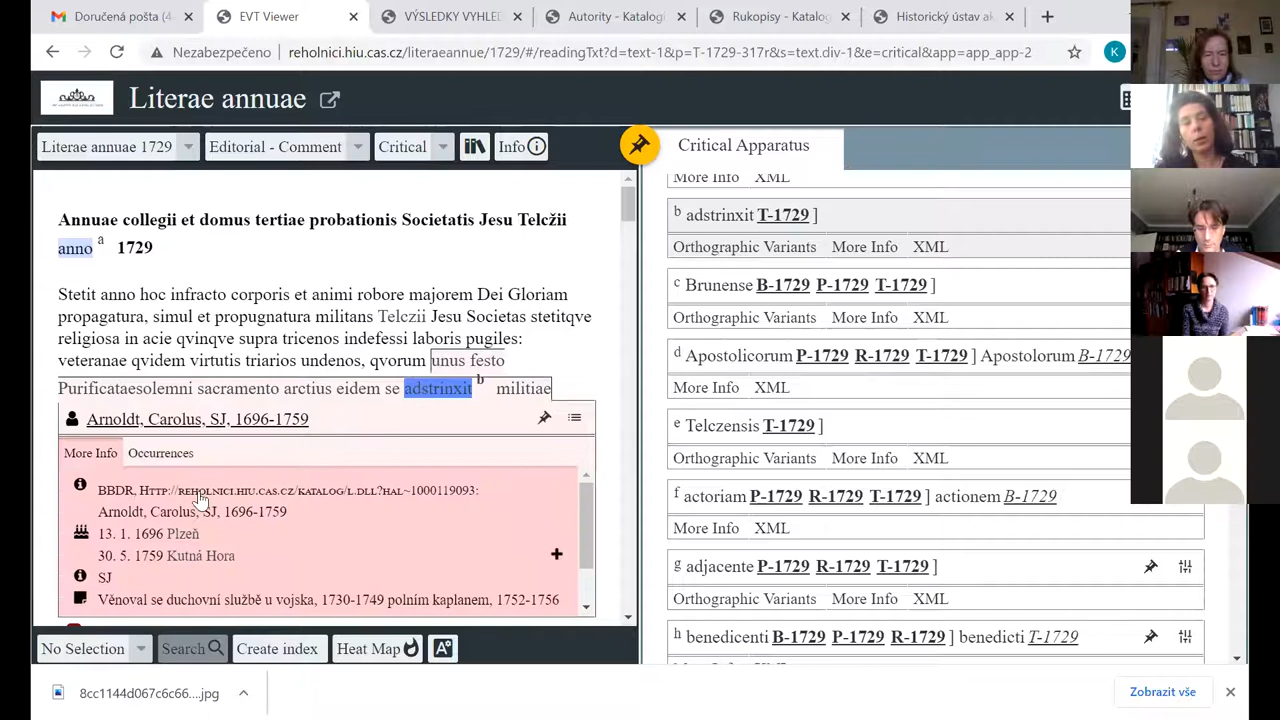 Doručená pošta (4
EVT Viewer
VÝSLEDKY VYHLED
Autority - Katalogi
Rukopisy - Katalog
Historický ústav ak
Nezabezpečeno
reholnici.hiu.cas.cz/literaeannue/1729/#/readingTxt?d=text-1&p=T-1729-317r&s=text.div-1&e=critical&app=app_app-2
K
Literae annuae
Literae annuae 1729
Editorial - Comment
Critical
Info
Annuae collegii et domus tertiae probationis Societatis Jesu Telcžii
anno a 1729
Stetit anno hoc infracto corporis et animi robore majorem Dei Gloriam
propagatura, simul et propugnatura militans Telczii Jesu Societas stetitqve
religiosa in acie qvinqve supra tricenos indefessi laboris pugiles:
veteranae qvidem virtutis triarios undenos, qvorum unus festo
Purificataesolemni sacramento arctius eidem se adstrinxit b militiae
Arnoldt, Carolus, SJ, 1696-1759
More Info
Occurrences
BBDR, Http://reholnici.hiu.cas.cz/katalog/l.dll?hal~1000119093:
Arnoldt, Carolus, SJ, 1696-1759
13. 1. 1696 Plzeň
30. 5. 1759 Kutná Hora
SJ
Věnoval se duchovní službě u vojska, 1730-1749 polním kaplanem, 1752-1756
No Selection
Search
Create index
Heat Map
Critical Apparatus
More Info XML
b adstrinxit T-1729 ]
Orthographic Variants More Info XML
c Brunense B-1729 P-1729 T-1729 ]
Orthographic Variants More Info XML
d Apostolicorum P-1729 R-1729 T-1729 ] Apostolorum B-1729
More Info XML
e Telczensis T-1729 ]
Orthographic Variants More Info XML
f actoriam P-1729 R-1729 T-1729 ] actionem B-1729
More Info XML
g adjacente P-1729 R-1729 T-1729 ]
Orthographic Variants More Info XML
h benedicenti B-1729 P-1729 R-1729 ] benedicti T-1729
8cc1144d067c6c66....jpg
Zobrazit vše